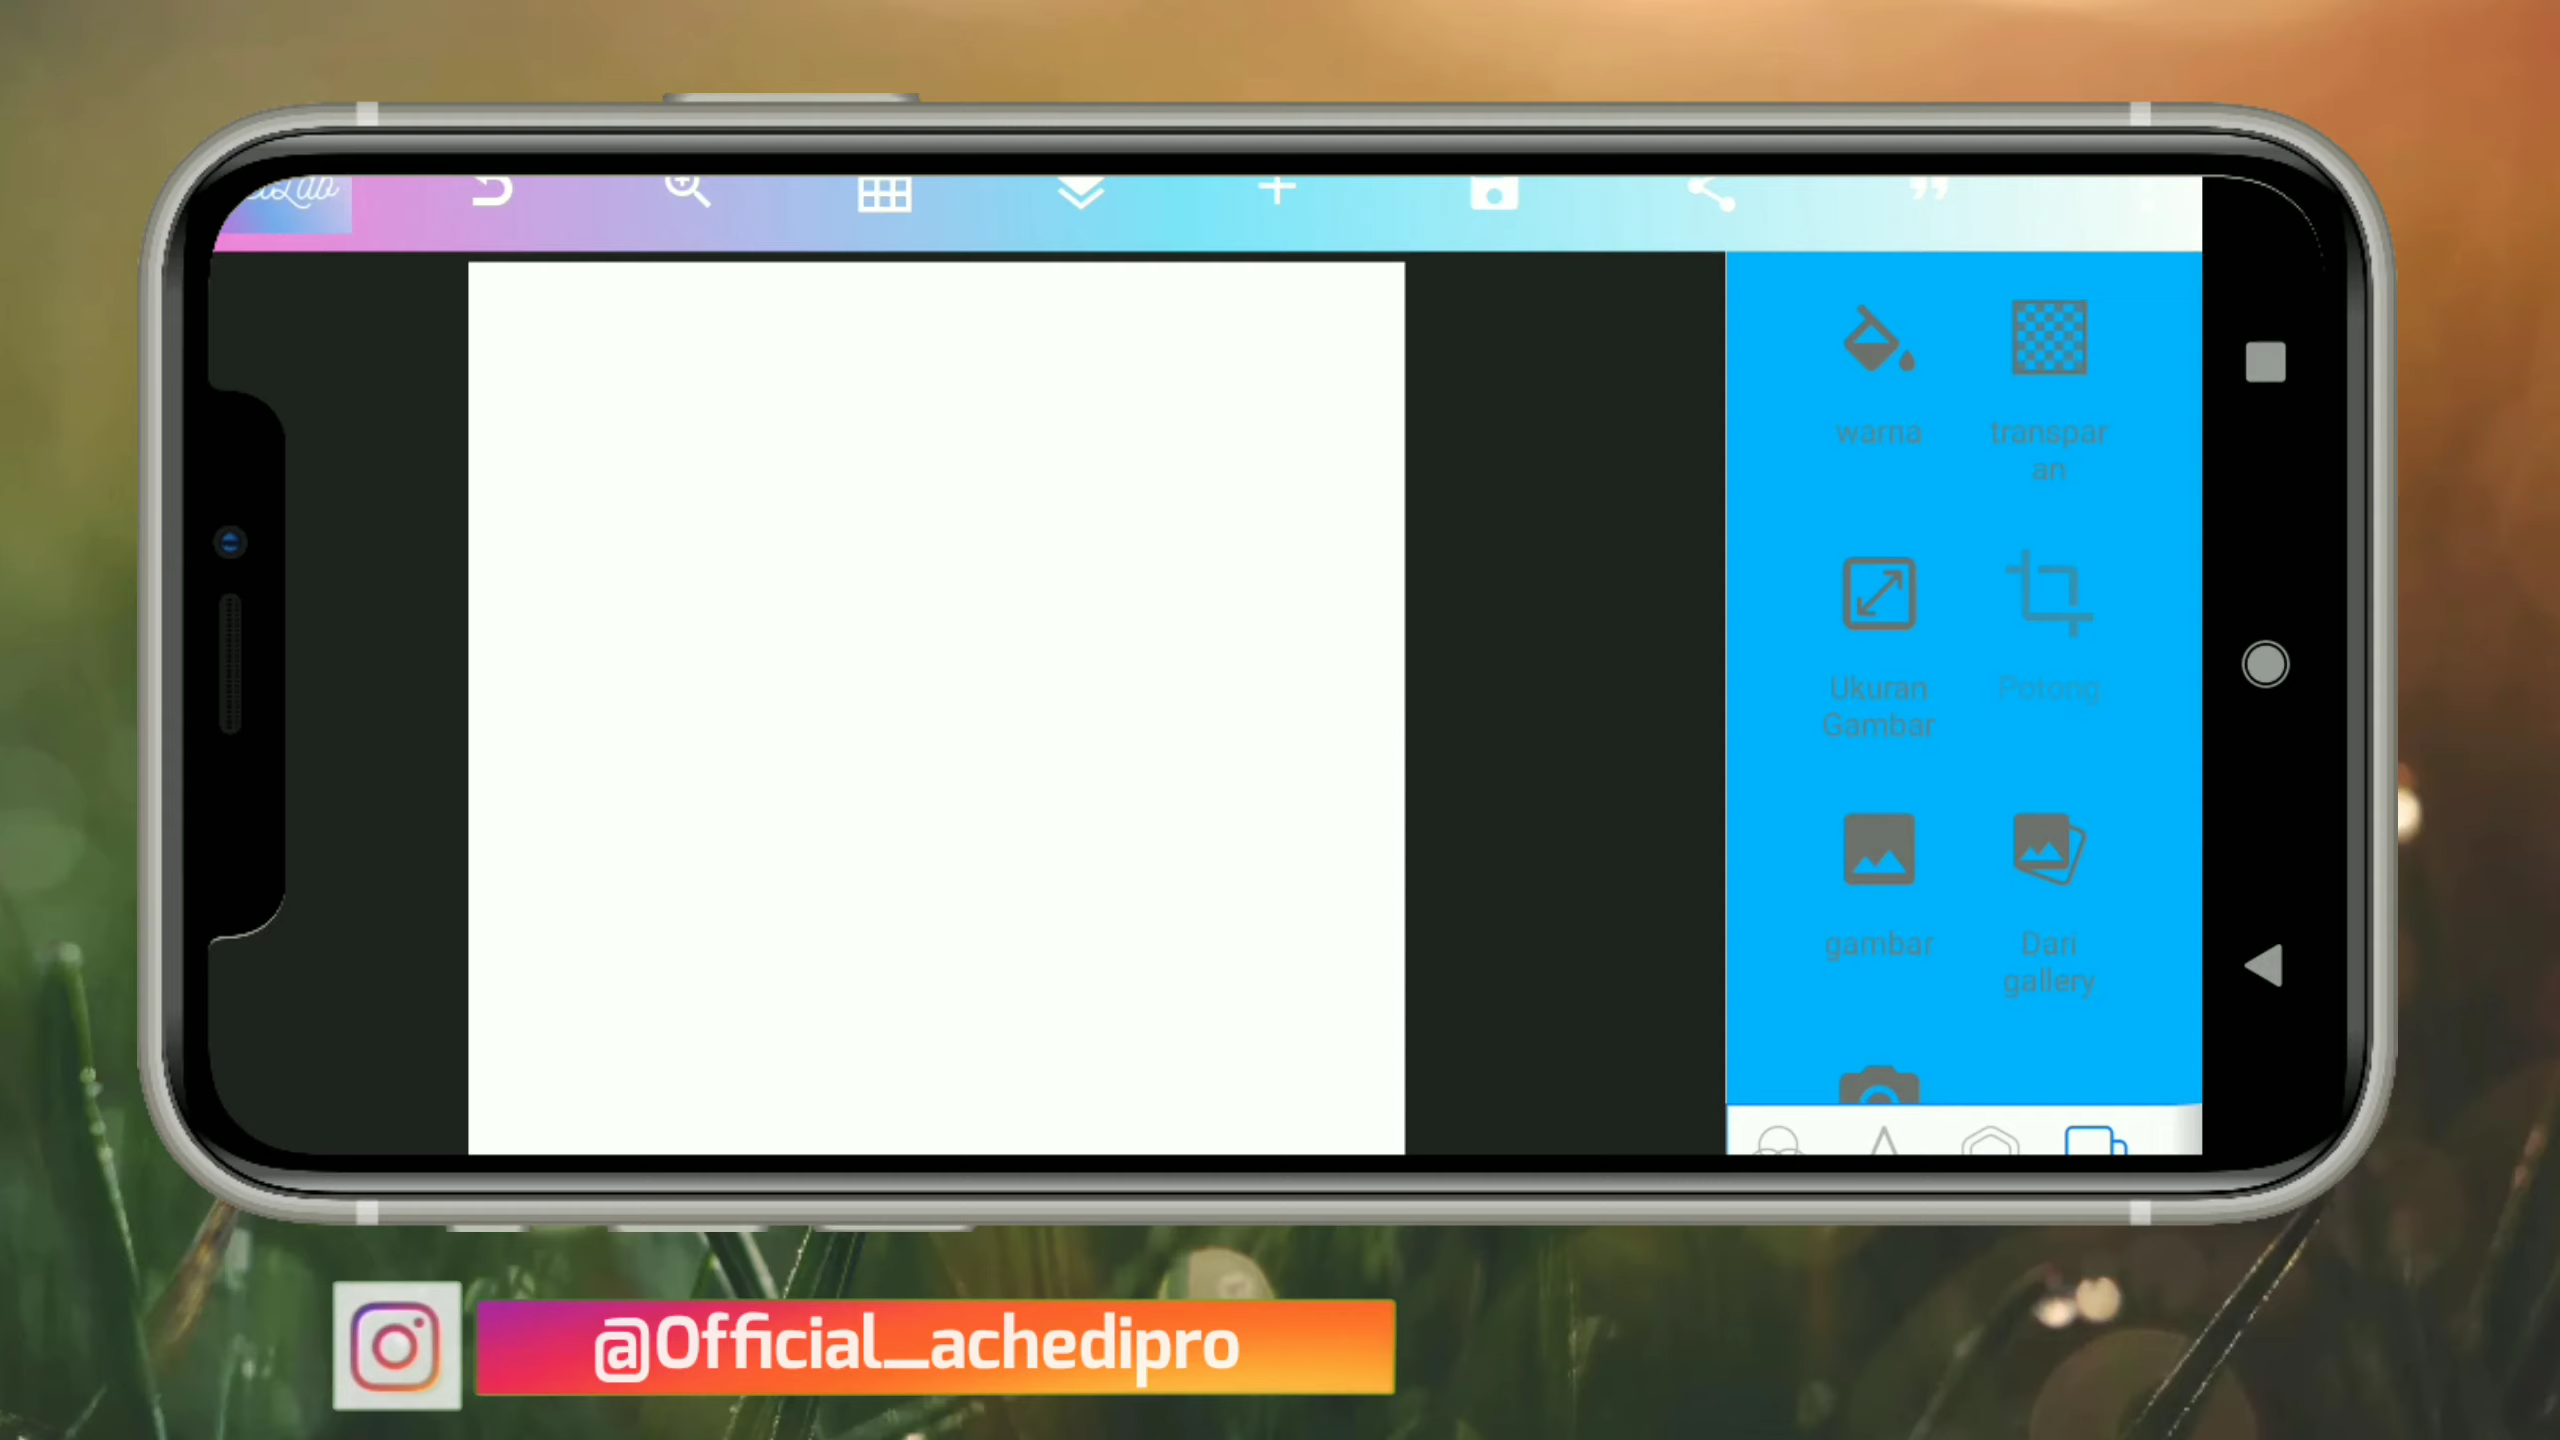 warna
transpar
an
Ukuran
Gambar
Potong
gambar
Dari
gallery
@Official_achedipro